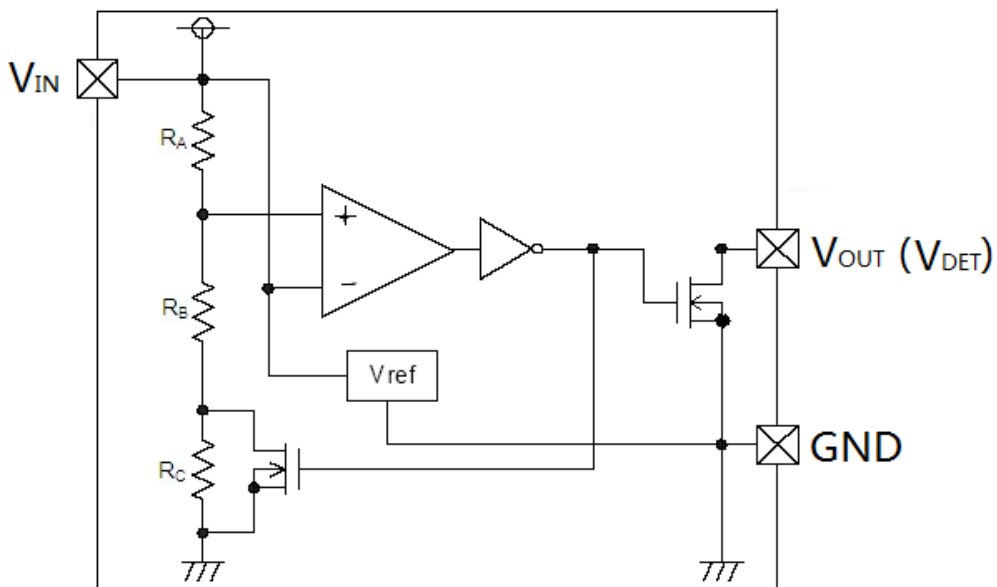 VIN
RA
+
RB
−
VOUT (VDET)
Vref
GND
RC